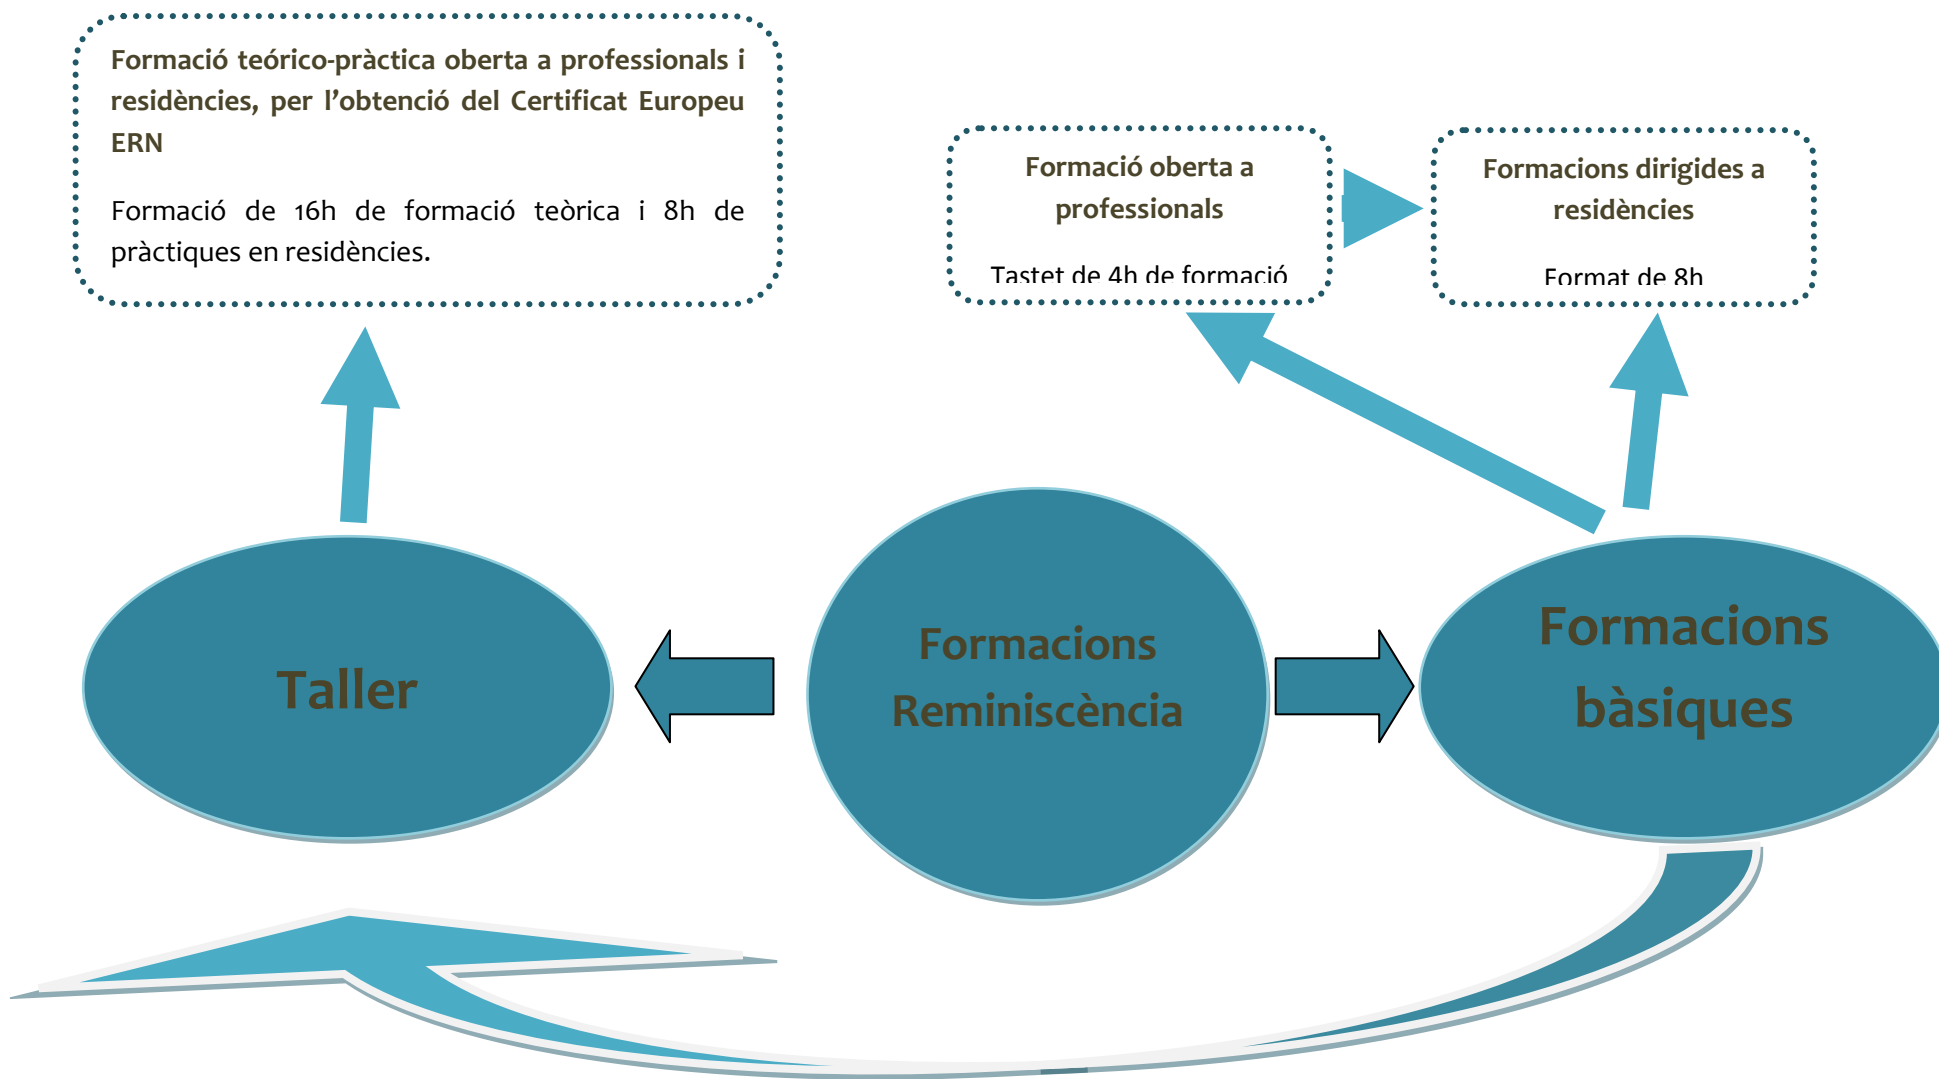 Formació teórico-pràctica oberta a professionals i
residències, per l’obtenció del Certificat Europeu
ERN
Formació de 16h de formació teòrica i 8h de
pràctiques en residències.
Formació oberta a
professionals
Tastet de 4h de formació
Formacions dirigides a
residències
Format de 8h
Taller
Formacions
Reminiscència
Formacions
bàsiques